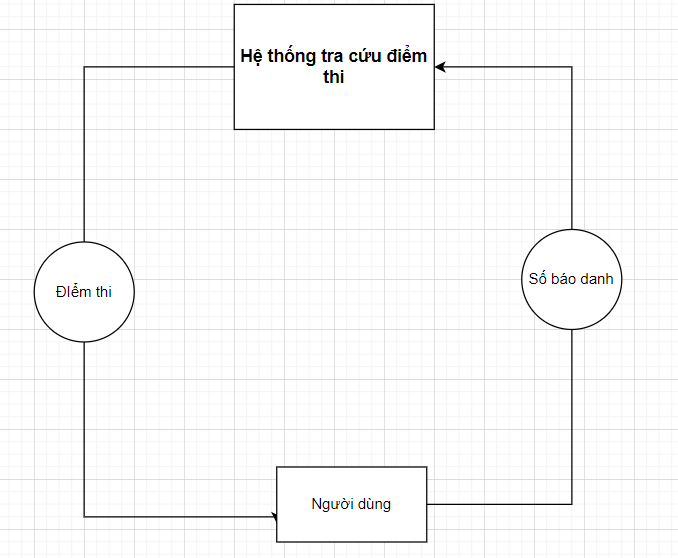 Hệ thống tra cứu điểm
thi
ĐIểm thi
Số báo danh
Người dùng